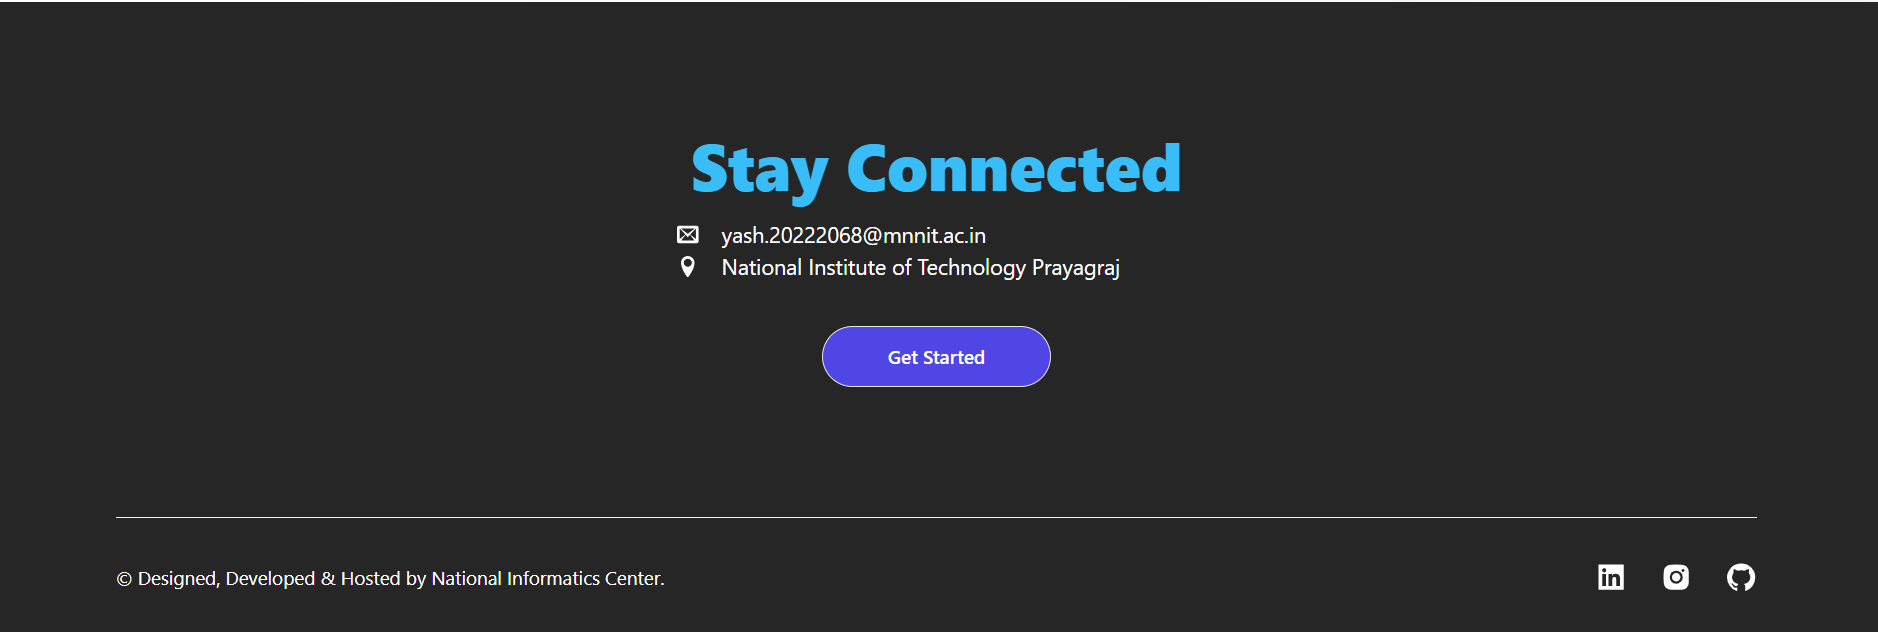 Stay Connected
yash.20222068@mnnit.ac.in
National Institute of Technology Prayagraj
Get Started
© Designed, Developed & Hosted by National Informatics Center.
in